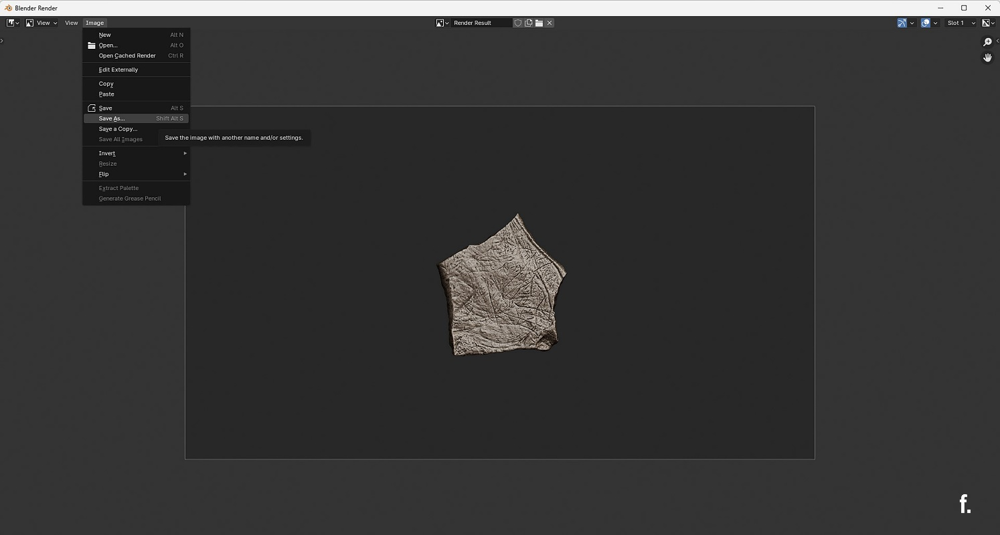 Blender Render
View View Image Render Result Slot 1
New Alt N
Open... Alt O
Open Cached Render Ctrl R
Edit Externally
Copy
Paste
Save Alt S
Save As... Shift Alt S
Save a Copy...
Save the image with another name and/or settings.
Save All Images
Invert
Resize
Flip
Extract Palette
Generate Grease Pencil
f.